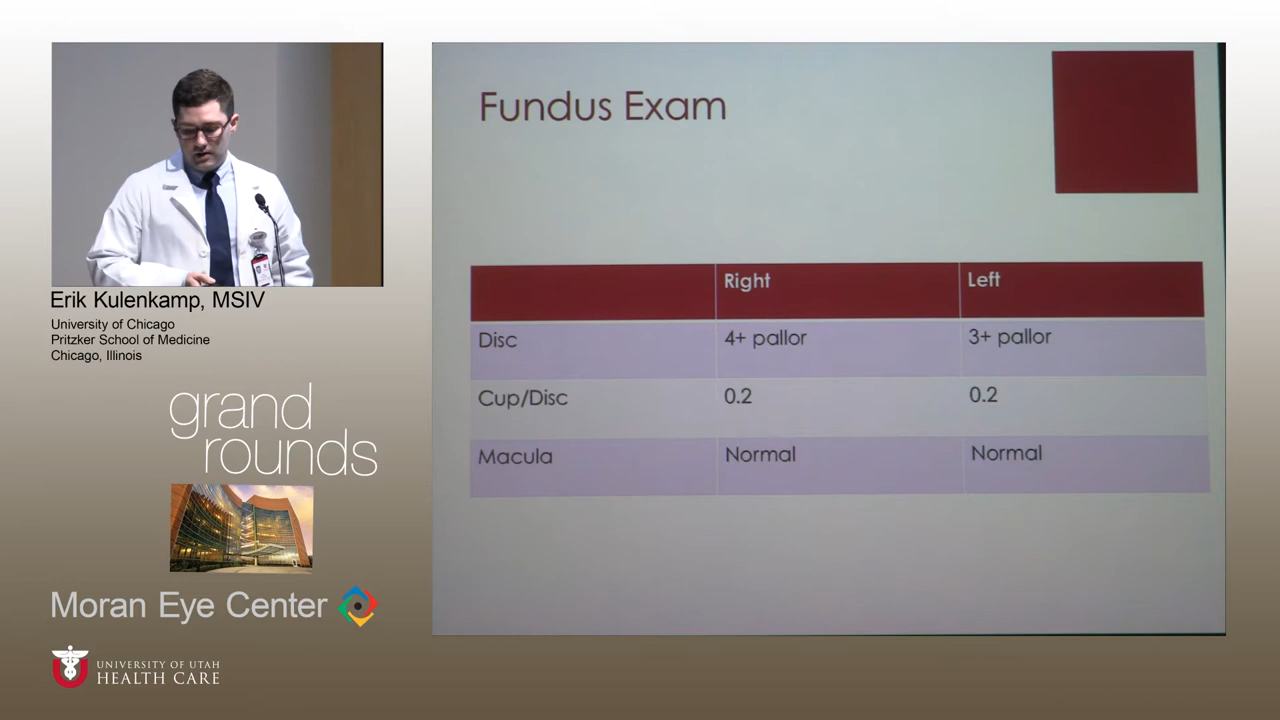 Erik Kulenkamp, MSIV
University of Chicago
Pritzker School of Medicine
Chicago, Illinois
grand
rounds
Moran Eye Center
UNIVERSITY OF UTAH
HEALTH CARE
Fundus Exam
Right Left
Disc 4+ pallor 3+ pallor
Cup/Disc 0.2 0.2
Macula Normal Normal